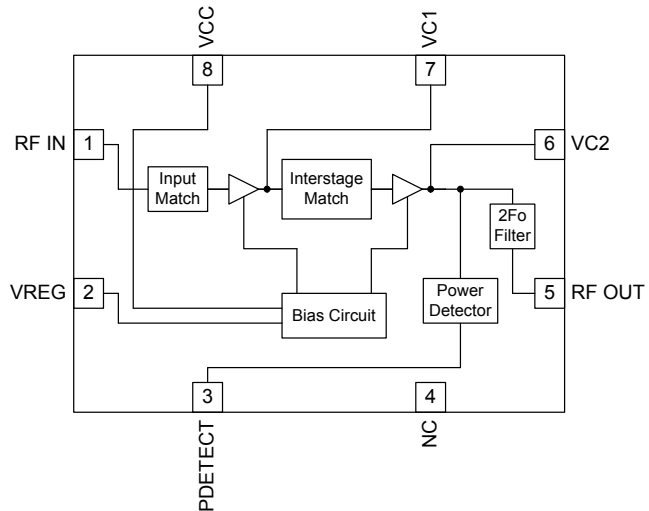 VCC
VC1
8
7
RF IN
1
6
VC2
Input
Match
Interstage
Match
2Fo
Filter
VREG
2
Bias Circuit
Power
Detector
5
RF OUT
3
4
PDETECT
NC